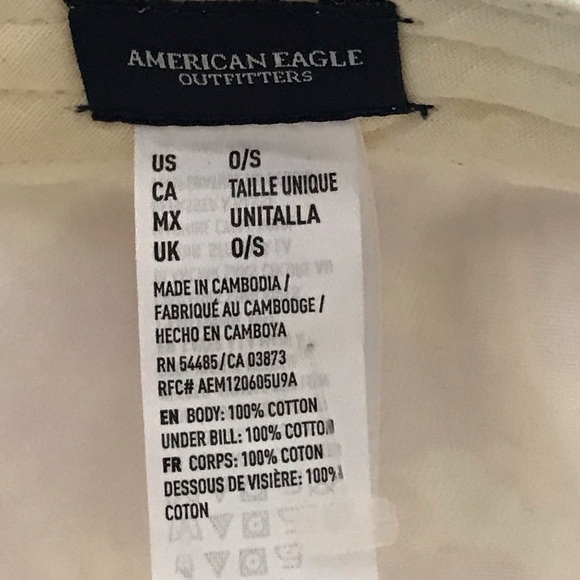 AMERICAN EAGLE
OUTFITTERS
US O/S
CA TAILLE UNIQUE
MX UNITALLA
UK O/S
MADE IN CAMBODIA /
FABRIQUÉ AU CAMBODGE /
HECHO EN CAMBOYA
RN 54485/CA 03873
RFC# AEM120605U9A
EN BODY: 100% COTTON
UNDER BILL: 100% COTTON
FR CORPS: 100% COTON
DESSOUS DE VISIÈRE: 100%
COTON